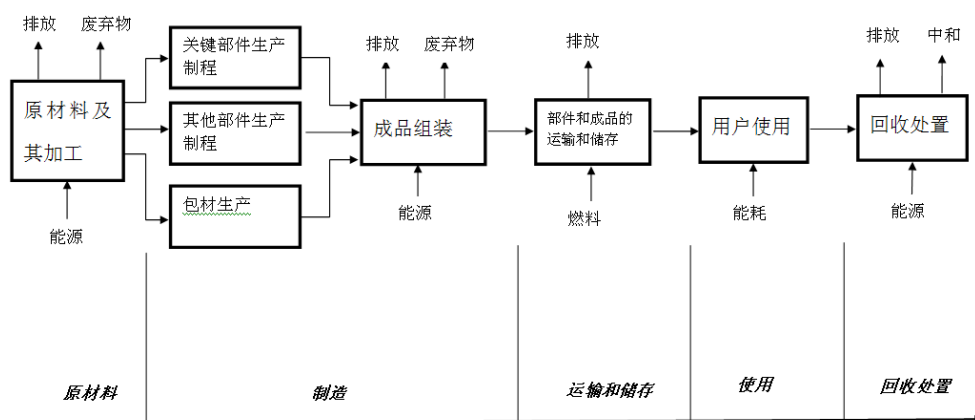 排放
废弃物
原材料及
其加工
能源
关键部件生产
制程
其他部件生产
制程
包材生产
排放
废弃物
成品组装
能源
排放
部件和成品的
运输和储存
燃料
用户使用
能耗
排放
中和
回收处置
能源
原材料
制造
运输和储存
使用
回收处置